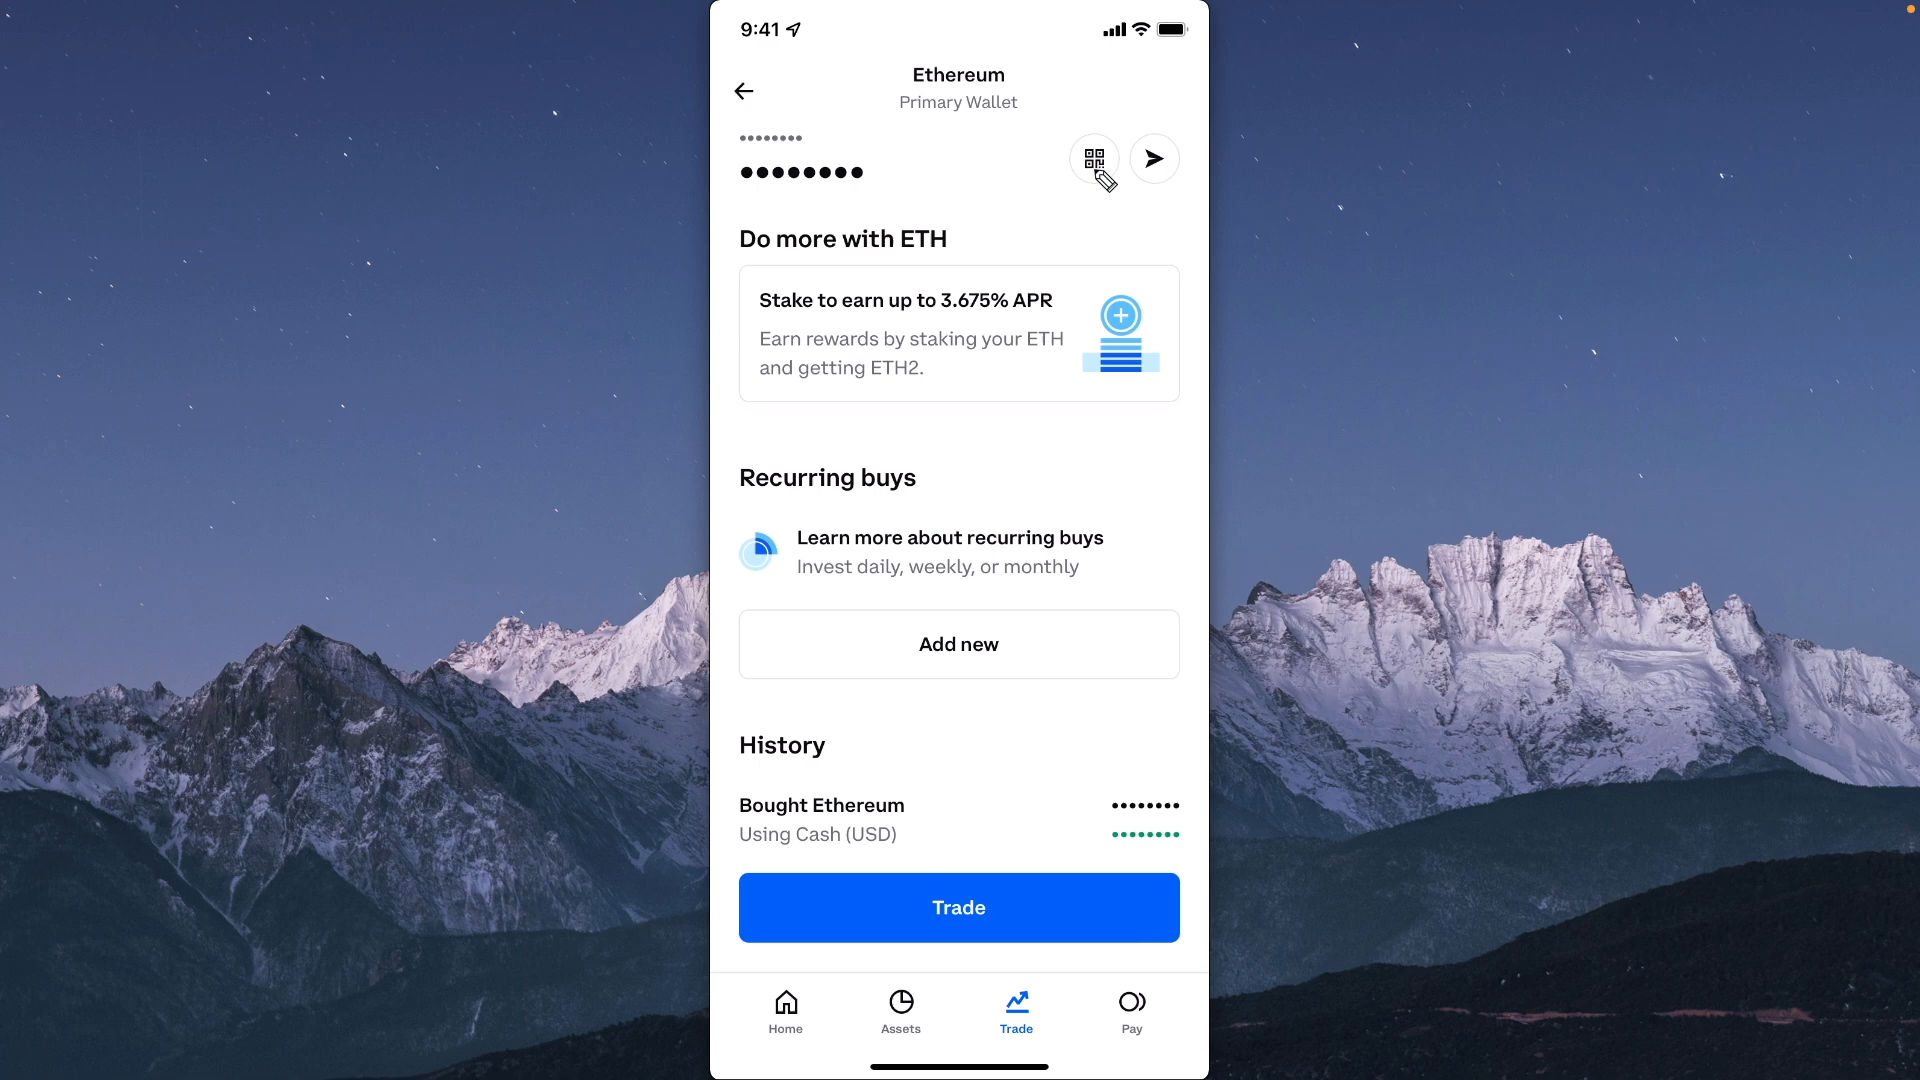 9:41
Ethereum
Primary Wallet
••••••••
••••••••
Do more with ETH
Stake to earn up to 3.675% APR
Earn rewards by staking your ETH
and getting ETH2.
Recurring buys
Learn more about recurring buys
Invest daily, weekly, or monthly
Add new
History
Bought Ethereum ••••••••
Using Cash (USD) ••••••••
Trade
Home Assets Trade Pay